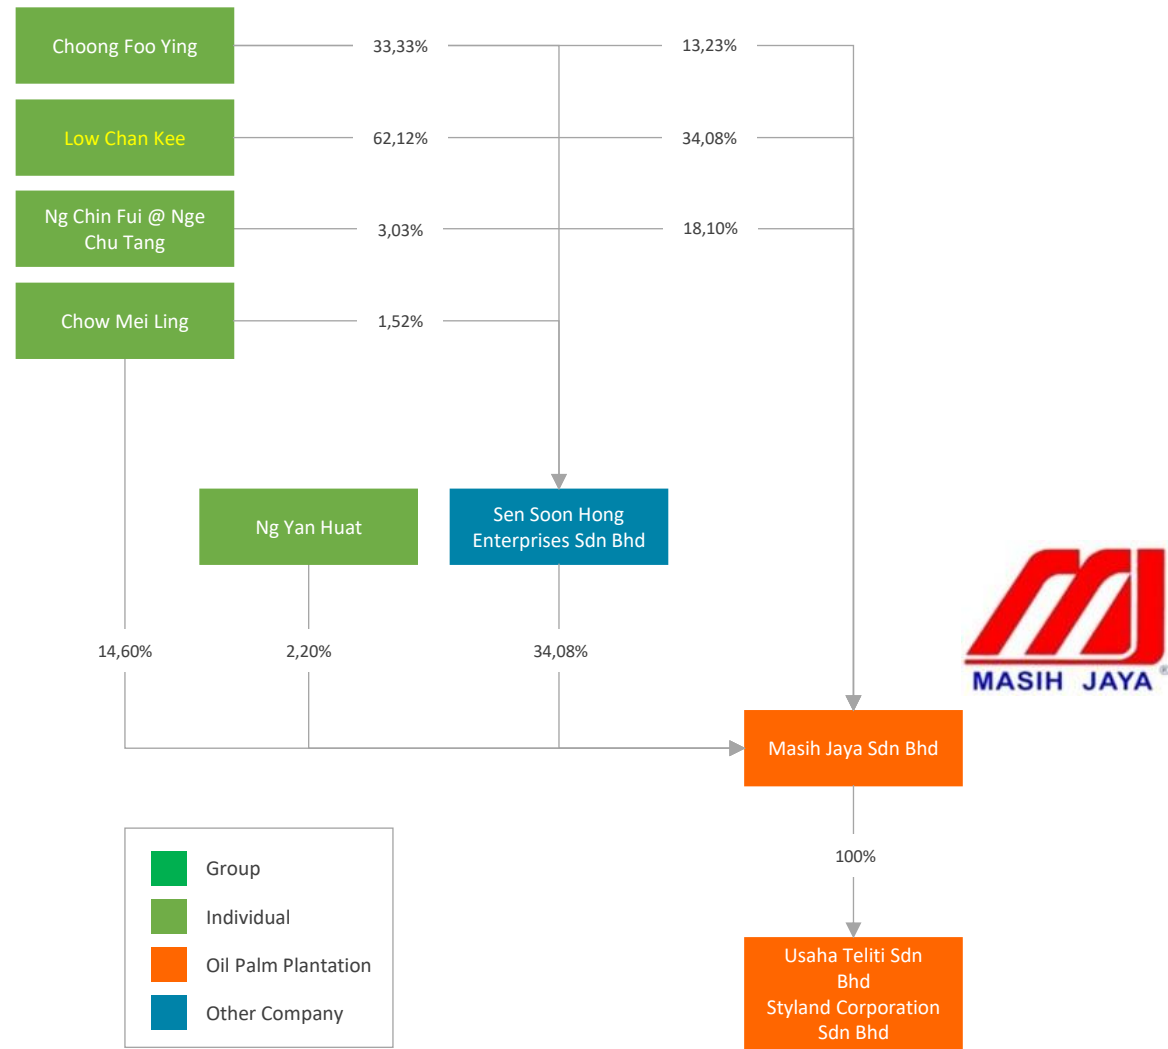 Choong Foo Ying
33,33%
13,23%
Low Chan Kee
62,12%
34,08%
Ng Chin Fui @ Nge
Chu Tang
3,03%
18,10%
Chow Mei Ling
1,52%
Ng Yan Huat
Sen Soon Hong
Enterprises Sdn Bhd
14,60%
2,20%
34,08%
MJ
MASIH JAYA
®
Masih Jaya Sdn Bhd
100%
Group
Individual
Oil Palm Plantation
Other Company
Usaha Teliti Sdn
Bhd
Styland Corporation
Sdn Bhd